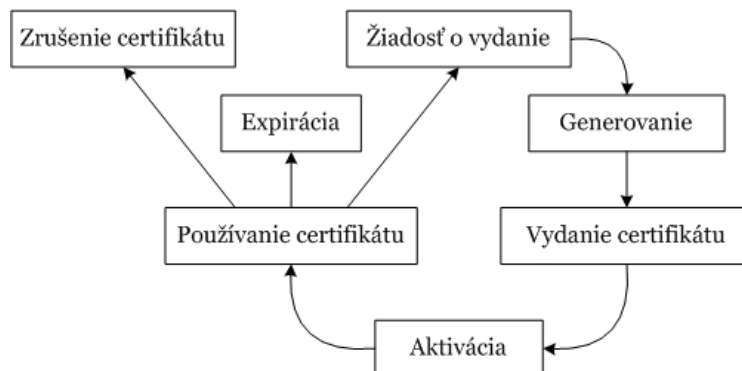 Zrušenie certifikátu
Žiadosť o vydanie
Expirácia
Generovanie
Používanie certifikátu
Vydanie certifikátu
Aktivácia